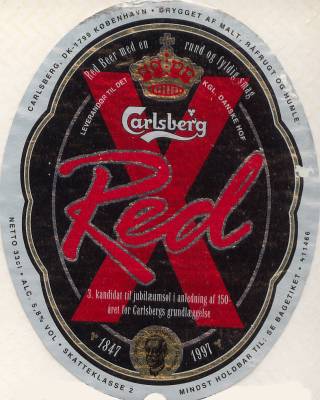 CARLSBERG, DK-1799 KØBENHAVN • BRYGGET AF MALT, RÅFRUGT OG HUMLE
Red Beer med en rund og fyldig smag
LEVERANDØR TIL DET KGL. DANSKE HOF
Carlsberg
Red
3. kandidat til jubilæumsøl i anledning af 150-
året for Carlsbergs grundlæggelse
1847 1997
NETTO 33cl • ALC. 5,8% VOL • SKATTEKLASSE 2
MINDST HOLDBAR TIL: SE BAGETIKET •